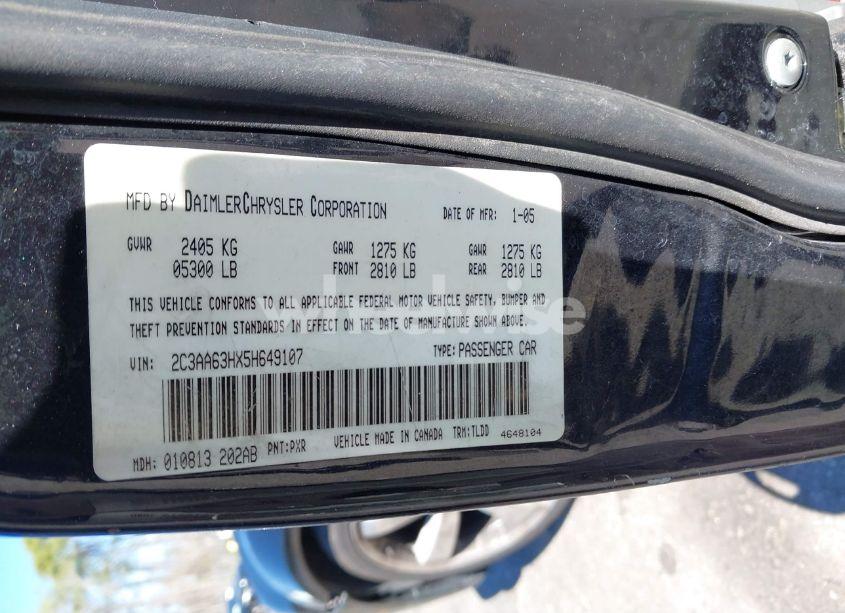 MFD BY DAIMLERCHRYSLER CORPORATION DATE OF MFR: 1-05
GVWR 2405 KG GAWR 1275 KG GAWR 1275 KG
05300 LB FRONT 2810 LB REAR 2810 LB
THIS VEHICLE CONFORMS TO ALL APPLICABLE FEDERAL MOTOR VEHICLE SAFETY, BUMPER AND
THEFT PREVENTION STANDARDS IN EFFECT ON THE DATE OF MANUFACTURE SHOWN ABOVE.
VIN: 2C3AA63HX5H649107 TYPE: PASSENGER CAR
MDH: 010813 202AB PNT: PXR VEHICLE MADE IN CANADA TRM: TLDD 4648104